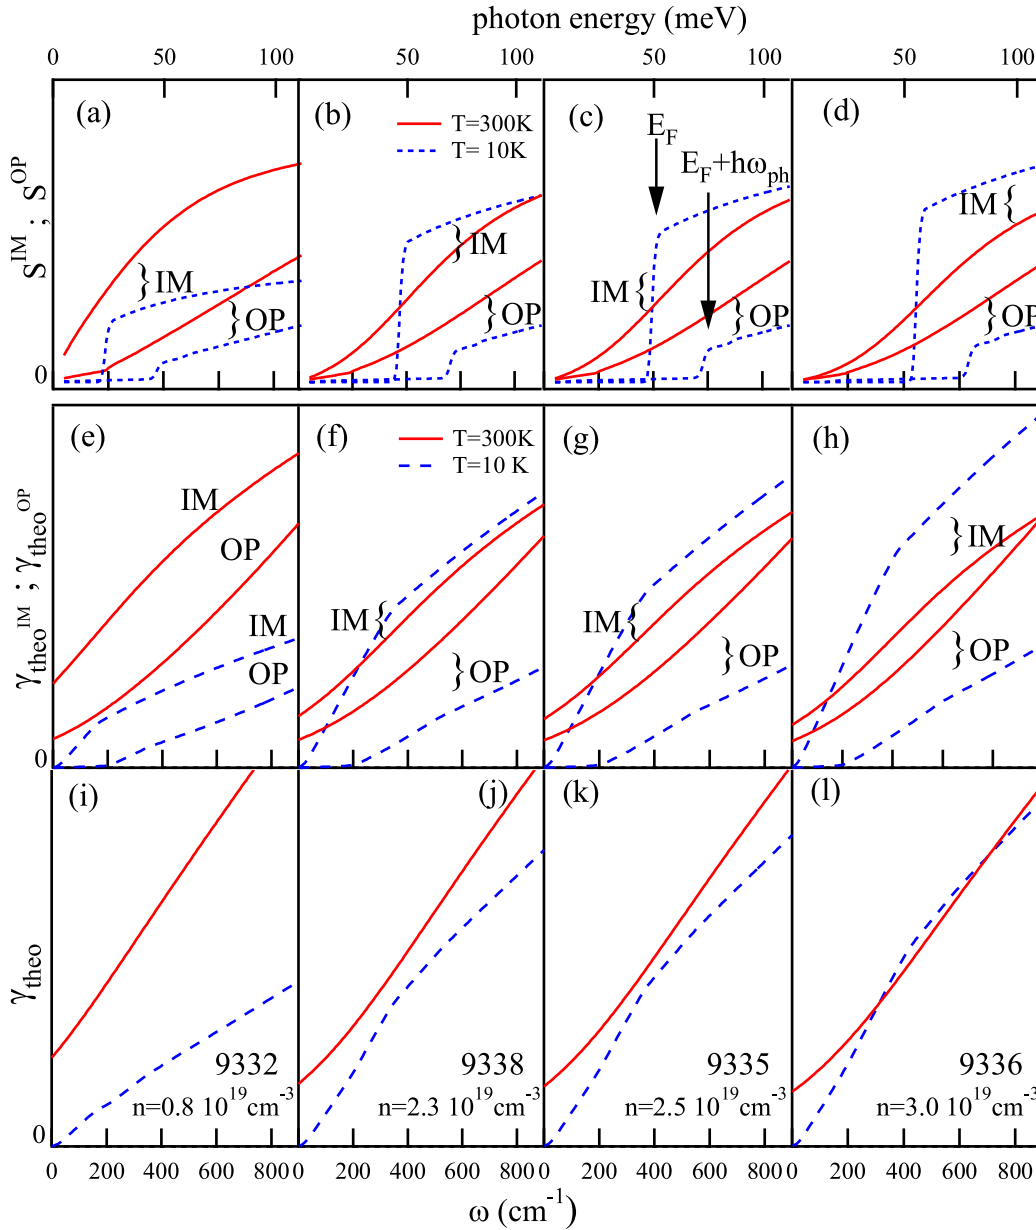 photon energy (meV)
0 50 100 0 50 100 0 50 100 0 50 100
S^IM ; S^OP
(a) (b) (c) (d)
T=300K
T= 10K
E_F
E_F+hω_ph
IM
OP
IM
OP
IM
OP
IM
OP
0
γ_theo^IM ; γ_theo^OP
(e) (f) (g) (h)
T=300K
T=10 K
IM
OP
IM
OP
IM
OP
IM
OP
IM
OP
0
γ_theo
(i) (j) (k) (l)
9332 9338 9335 9336
n=0.8 10^19cm^-3 n=2.3 10^19cm^-3 n=2.5 10^19cm^-3 n=3.0 10^19cm^-3
0
0 200 400 600 800 0 200 400 600 800 0 200 400 600 800 0 200 400 600 800
ω (cm^-1)